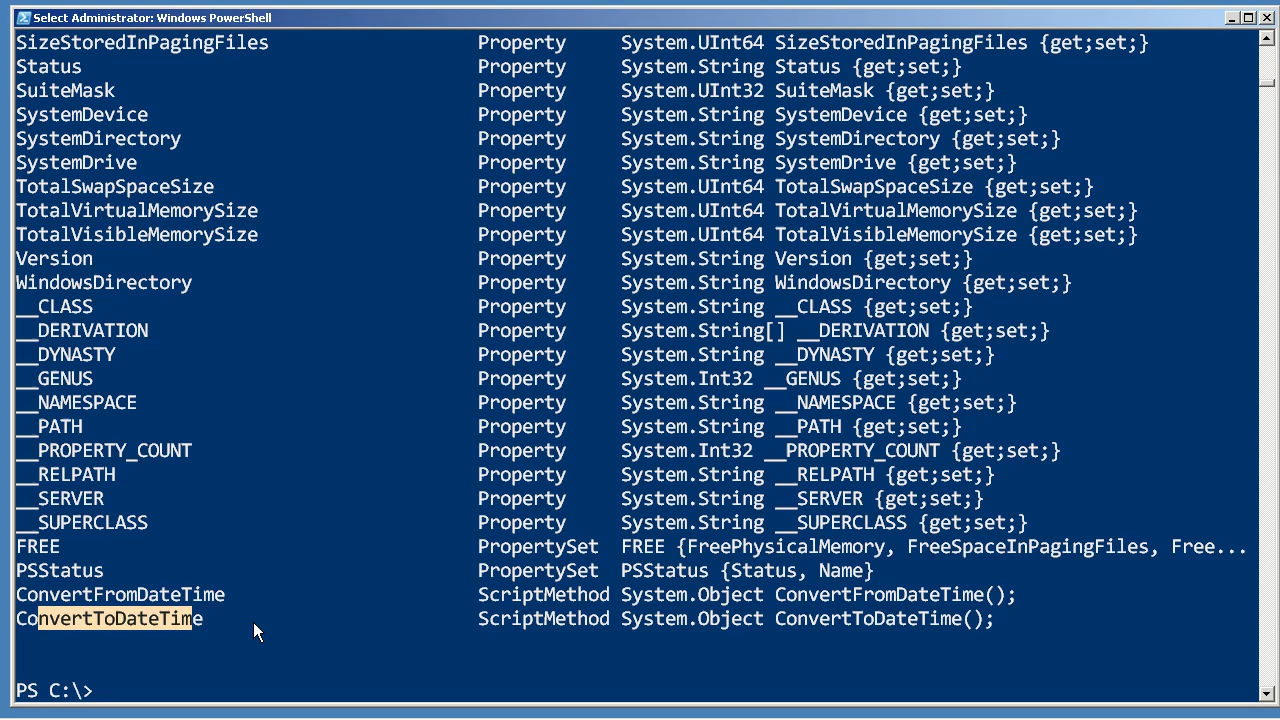 Select Administrator: Windows PowerShell
SizeStoredInPagingFiles Property System.UInt64 SizeStoredInPagingFiles {get;set;}
Status Property System.String Status {get;set;}
SuiteMask Property System.UInt32 SuiteMask {get;set;}
SystemDevice Property System.String SystemDevice {get;set;}
SystemDirectory Property System.String SystemDirectory {get;set;}
SystemDrive Property System.String SystemDrive {get;set;}
TotalSwapSpaceSize Property System.UInt64 TotalSwapSpaceSize {get;set;}
TotalVirtualMemorySize Property System.UInt64 TotalVirtualMemorySize {get;set;}
TotalVisibleMemorySize Property System.UInt64 TotalVisibleMemorySize {get;set;}
Version Property System.String Version {get;set;}
WindowsDirectory Property System.String WindowsDirectory {get;set;}
__CLASS Property System.String __CLASS {get;set;}
__DERIVATION Property System.String[] __DERIVATION {get;set;}
__DYNASTY Property System.String __DYNASTY {get;set;}
__GENUS Property System.Int32 __GENUS {get;set;}
__NAMESPACE Property System.String __NAMESPACE {get;set;}
__PATH Property System.String __PATH {get;set;}
__PROPERTY_COUNT Property System.Int32 __PROPERTY_COUNT {get;set;}
__RELPATH Property System.String __RELPATH {get;set;}
__SERVER Property System.String __SERVER {get;set;}
__SUPERCLASS Property System.String __SUPERCLASS {get;set;}
FREE PropertySet FREE {FreePhysicalMemory, FreeSpaceInPagingFiles, Free...
PSStatus PropertySet PSStatus {Status, Name}
ConvertFromDateTime ScriptMethod System.Object ConvertFromDateTime();
ConvertToDateTime ScriptMethod System.Object ConvertToDateTime();
PS C:\>